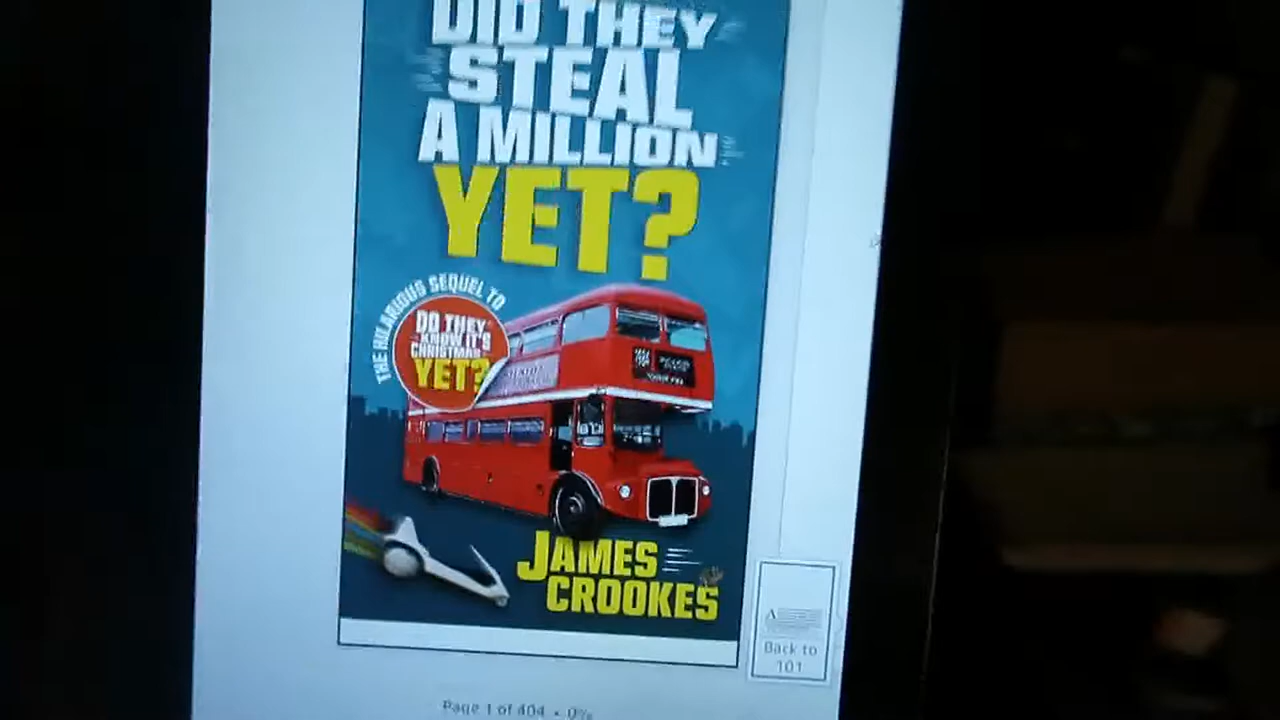 DID THEY
STEAL
A MILLION
YET?
THE HILARIOUS SEQUEL TO
DO THEY
KNOW IT'S
CHRISTMAS
YET?
JAMES
CROOKES
Back to
101
Page 1 of 404 • 0%